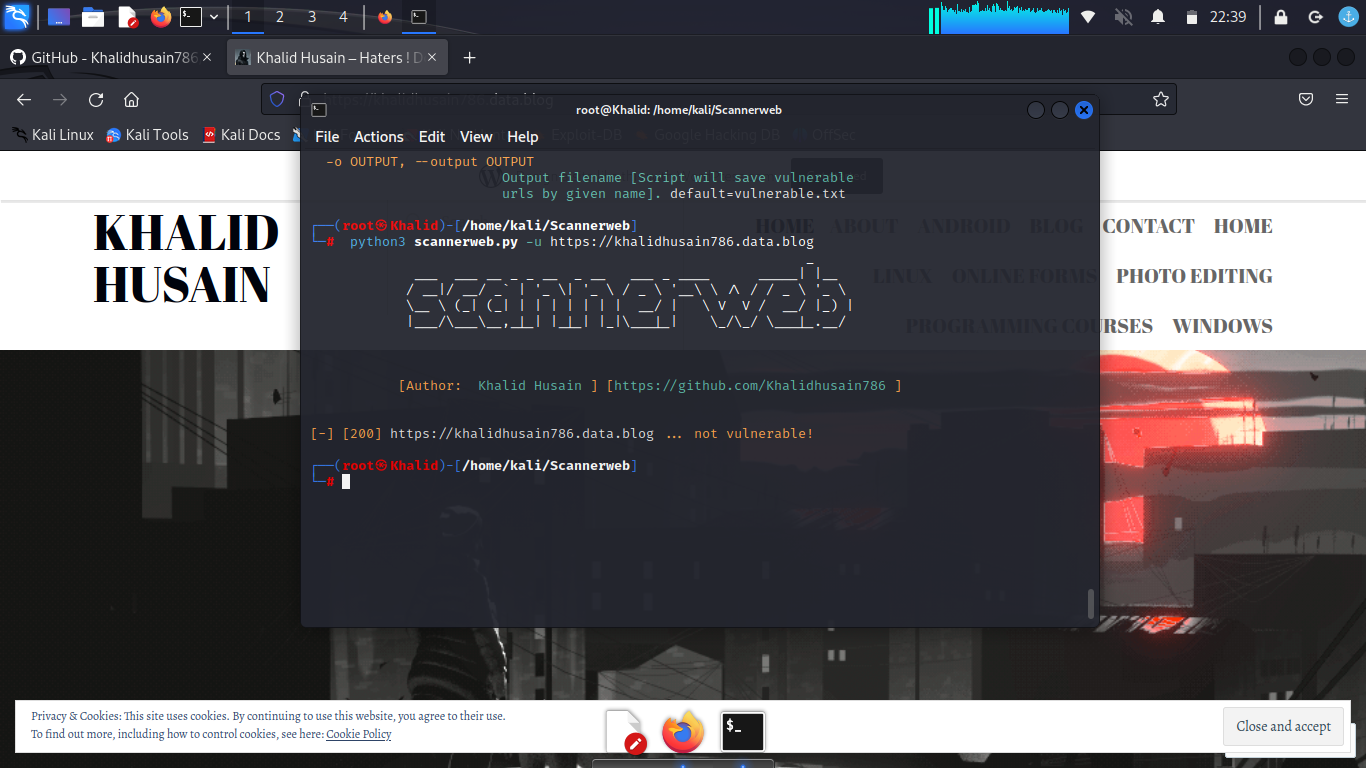 1 2 3 4
22:39
GitHub - Khalidhusain786
Khalid Husain – Haters ! D
data.blog
Kali Linux Kali Tools Kali Docs Exploit-DB Google Hacking DB OffSec
root@Khalid: /home/kali/Scannerweb
File Actions Edit View Help
-o OUTPUT, --output OUTPUT
Output filename [Script will save vulnerable
urls by given name]. default=vulnerable.txt
(root㉿Khalid)-[/home/kali/Scannerweb]
# python3 scannerweb.py -u https://khalidhusain786.data.blog
scannerweb
[Author: Khalid Husain ] [https://github.com/Khalidhusain786 ]
[-] [200] https://khalidhusain786.data.blog ... not vulnerable!
(root㉿Khalid)-[/home/kali/Scannerweb]
#
KHALID
HUSAIN
HOME ABOUT ANDROID BLOG CONTACT HOME
LINUX ONLINE FORMS PHOTO EDITING
PROGRAMMING COURSES WINDOWS
Privacy & Cookies: This site uses cookies. By continuing to use this website, you agree to their use.
To find out more, including how to control cookies, see here: Cookie Policy
Close and accept
$_